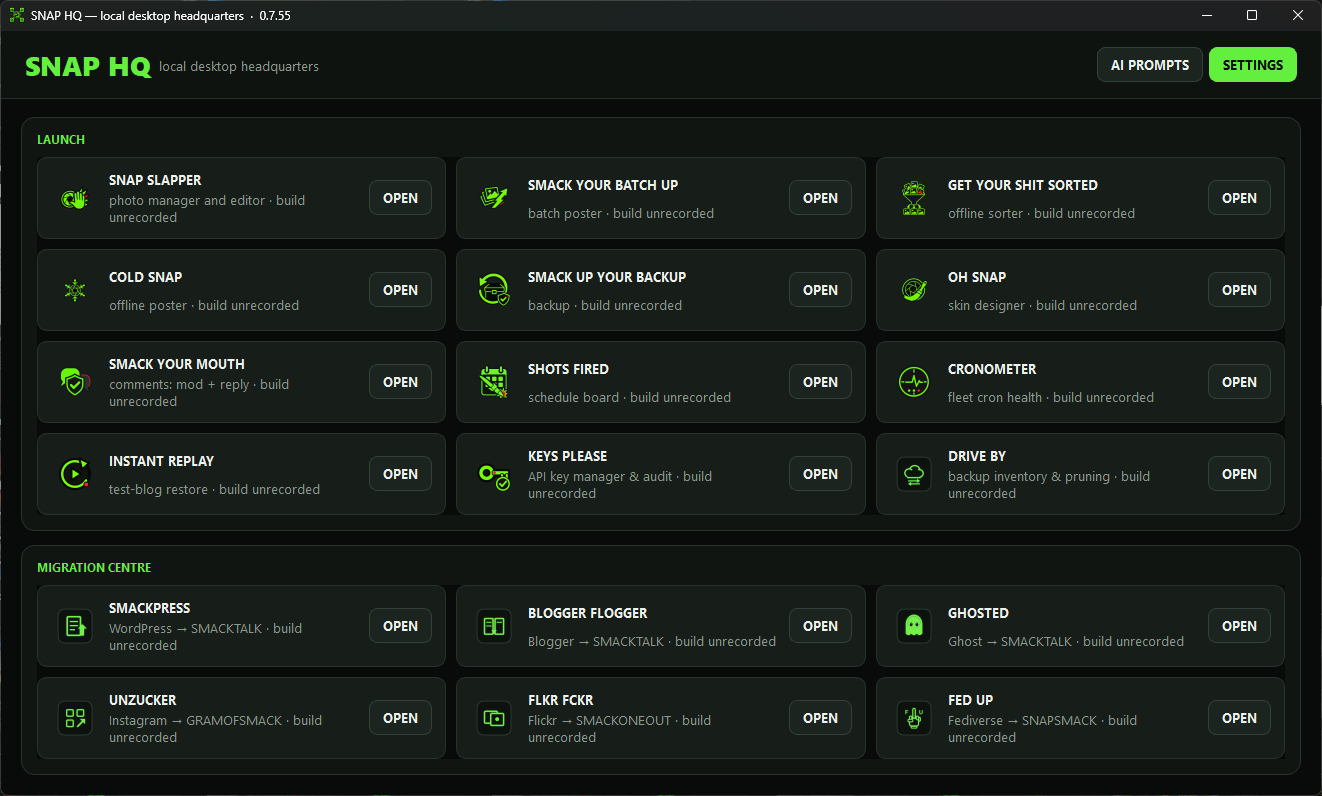 SNAP HQ — local desktop headquarters · 0.7.55
SNAP HQ local desktop headquarters
AI PROMPTS
SETTINGS
LAUNCH
SNAP SLAPPER
photo manager and editor · build
unrecorded
OPEN
SMACK YOUR BATCH UP
batch poster · build unrecorded
OPEN
GET YOUR SHIT SORTED
offline sorter · build unrecorded
OPEN
COLD SNAP
offline poster · build unrecorded
OPEN
SMACK UP YOUR BACKUP
backup · build unrecorded
OPEN
OH SNAP
skin designer · build unrecorded
OPEN
SMACK YOUR MOUTH
comments: mod + reply · build
unrecorded
OPEN
SHOTS FIRED
schedule board · build unrecorded
OPEN
CRONOMETER
fleet cron health · build unrecorded
OPEN
INSTANT REPLAY
test-blog restore · build unrecorded
OPEN
KEYS PLEASE
API key manager & audit · build
unrecorded
OPEN
DRIVE BY
backup inventory & pruning · build
unrecorded
OPEN
MIGRATION CENTRE
SMACKPRESS
WordPress → SMACKTALK · build
unrecorded
OPEN
BLOGGER FLOGGER
Blogger → SMACKTALK · build unrecorded
OPEN
GHOSTED
Ghost → SMACKTALK · build unrecorded
OPEN
UNZUCKER
Instagram → GRAMOFSMACK · build
unrecorded
OPEN
FLKR FCKR
Flickr → SMACKONEOUT · build
unrecorded
OPEN
F U
FED UP
Fediverse → SNAPSMACK · build
unrecorded
OPEN